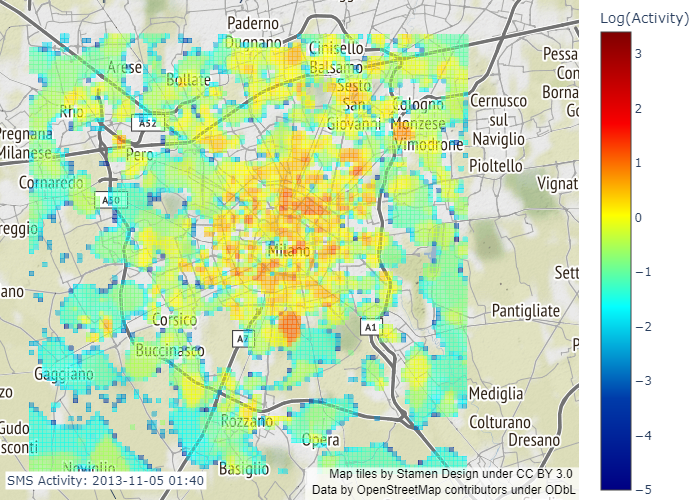 Log(Activity)
3
2
1
0
−1
−2
−3
−4
−5
Paderno
Dugnano
Cinisello
Balsamo
Arese
Bollate
Sesto
San
Giovanni
Cologno
Monzese
Vimodrone
Cernusco
sul
Naviglio
Pioltello
Pessa
Con
Borna
Go
Rho
A52
Pero
Pregnana
Milanese
Cornaredo
A50
Vignat
reggio
Milano
Sett
ano
Corsico
A7
A1
Pantigliate
Buccinasco
P
Gaggiano
Mediglia
zo
Rozzano
Colturano
Dresano
Gudo
sconti
Opera
Noviglio
Basiglio
SMS Activity: 2013-11-05 01:40
Map tiles by Stamen Design under CC BY 3.0
Data by OpenStreetMap contributors under ODbL